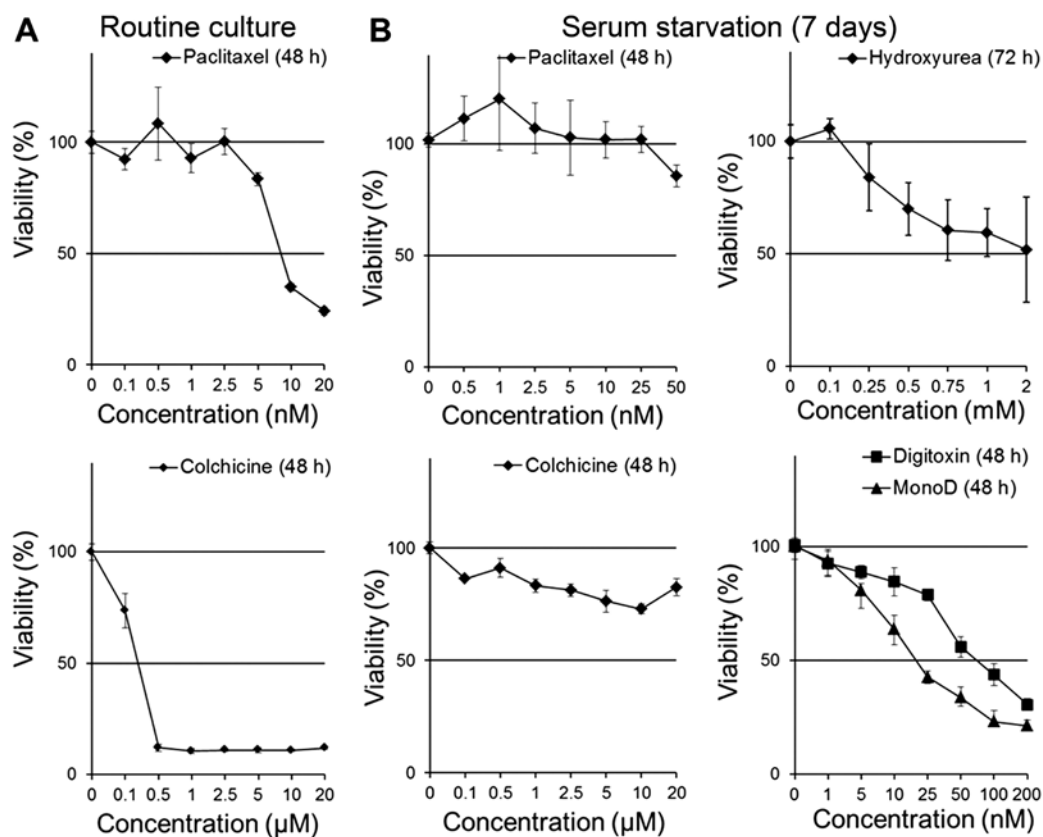 A Routine culture
B Serum starvation (7 days)
Paclitaxel (48 h)
Viability (%)
100
50
0
0 0.1 0.5 1 2.5 5 10 20
Concentration (nM)
Paclitaxel (48 h)
Viability (%)
100
50
0
0 0.5 1 2.5 5 10 25 50
Concentration (nM)
Hydroxyurea (72 h)
Viability (%)
100
50
0
0 0.1 0.25 0.5 0.75 1 2
Concentration (mM)
Colchicine (48 h)
Viability (%)
100
50
0
0 0.1 0.5 1 2.5 5 10 20
Concentration (µM)
Colchicine (48 h)
Viability (%)
100
50
0
0 0.1 0.5 1 2.5 5 10 20
Concentration (µM)
Digitoxin (48 h)
MonoD (48 h)
Viability (%)
100
50
0
0 1 5 10 25 50 100 200
Concentration (nM)